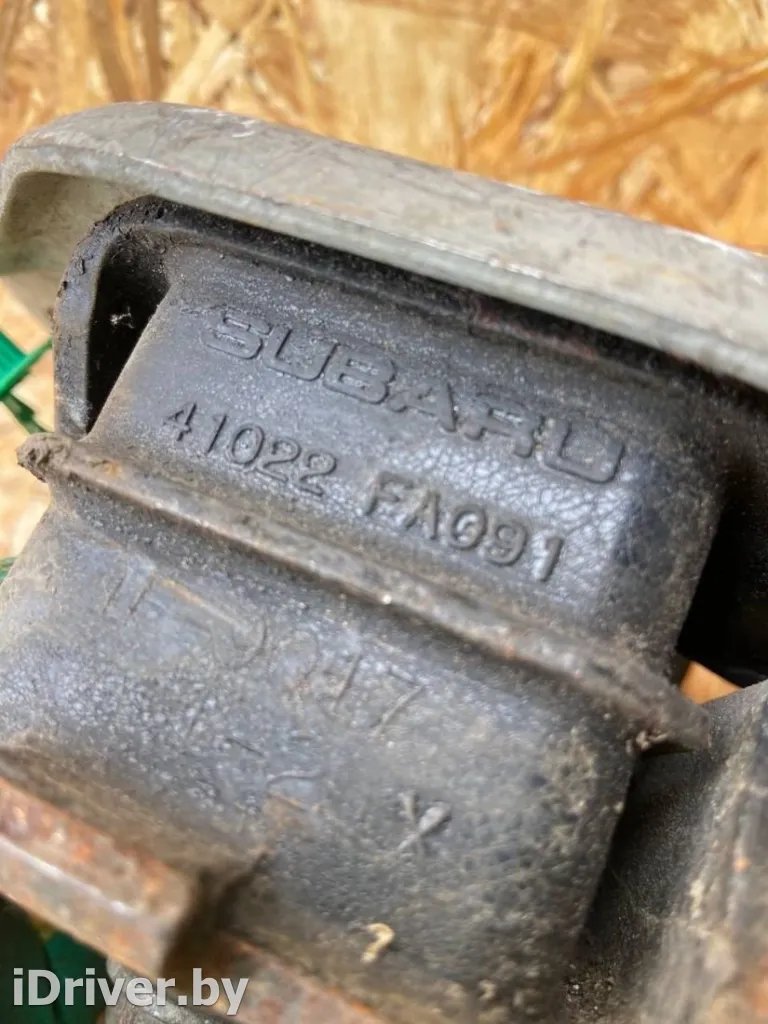 SUBARU
41022 FA091
X
iDriver.by